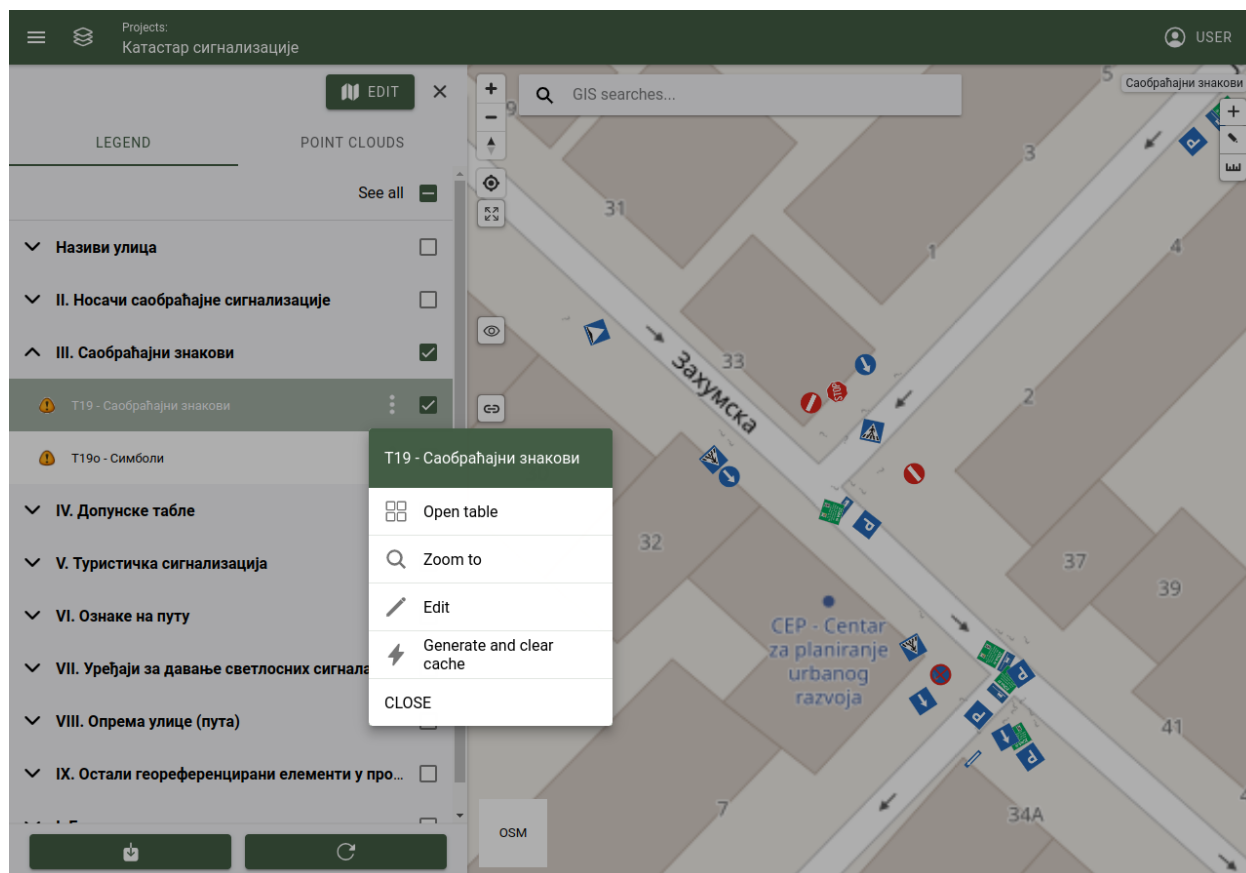 Projects:
Катастар сигнализације
USER
EDIT
LEGEND
POINT CLOUDS
See all
Називи улица
II. Носачи саобраћајне сигнализације
III. Саобраћајни знакови
T19 - Саобраћајни знакови
T19o - Симболи
IV. Допунске табле
V. Туристичка сигнализација
VI. Ознаке на путу
VII. Уређаји за давање светлосних сигнала
VIII. Опрема улице (пута)
IX. Остали геореференцирани елементи у про...
T19 - Саобраћајни знакови
Open table
Zoom to
Edit
Generate and clear
cache
CLOSE
GIS searches...
Саобраћајни знакови
5
9
3
31
1
4
33
Захумска
STOP
2
32
37
39
CEP - Centar
za planiranje
urbanog
razvoja
41
7
34A
4
P
P
P
P
P
OSM